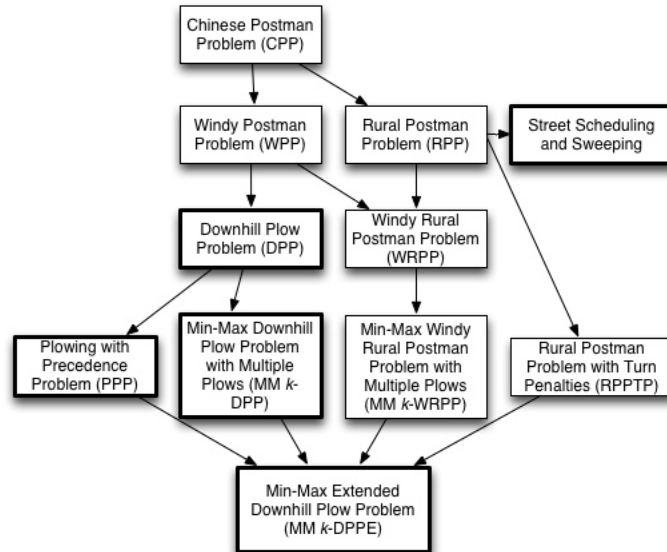 Chinese Postman
Problem (CPP)
Windy Postman
Problem (WPP)
Rural Postman
Problem (RPP)
Street Scheduling
and Sweeping
Downhill Plow
Problem (DPP)
Windy Rural
Postman Problem
(WRPP)
Plowing with
Precedence
Problem (PPP)
Min-Max Downhill
Plow Problem
with Multiple
Plows (MM k-
DPP)
Min-Max Windy
Rural Postman
Problem with
Multiple Plows
(MM k-WRPP)
Rural Postman
Problem with Turn
Penalties (RPPTP)
Min-Max Extended
Downhill Plow Problem
(MM k-DPPE)